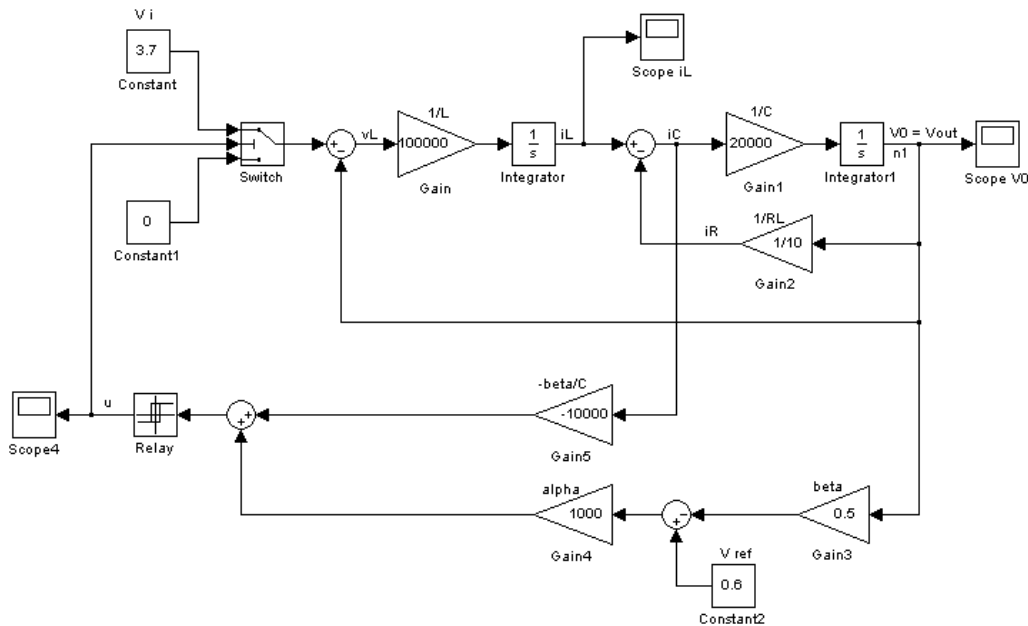 V i
3.7
Constant
Scope iL
1/L
vL
100000
Gain
1
s
Integrator
iL
iC
1/C
20000
Gain1
1
s
Integrator1
V0 = Vout
n1
Scope V0
Switch
0
Constant1
iR
1/RL
1/10
Gain2
u
Scope4
Relay
-beta/C
-10000
Gain5
alpha
1000
Gain4
beta
0.5
Gain3
V ref
0.6
Constant2